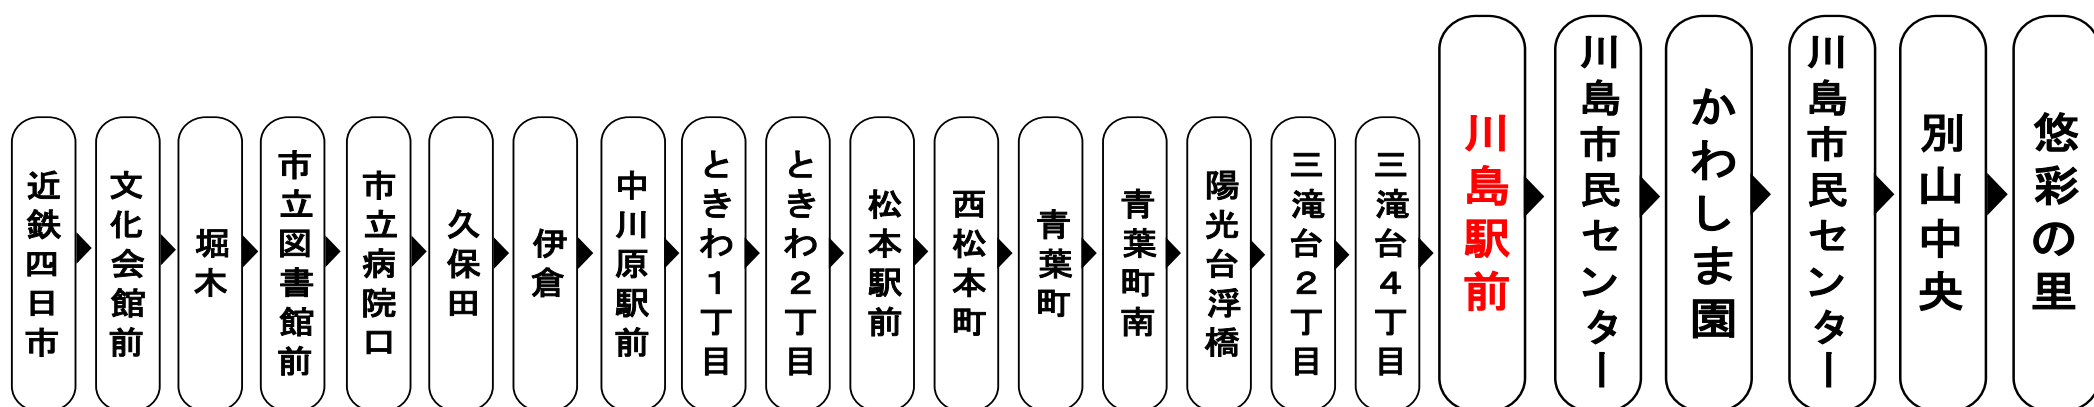 近鉄四日市
文化会館前
堀木
市立図書館前
市立病院口
久保田
伊倉
中川原駅前
ときわ1丁目
ときわ2丁目
松本駅前
西松本町
青葉町
青葉町南
陽光台浮橋
三滝台2丁目
三滝台4丁目
川島駅前
川島市民センター
かわしま園
川島市民センター
別山中央
悠彩の里